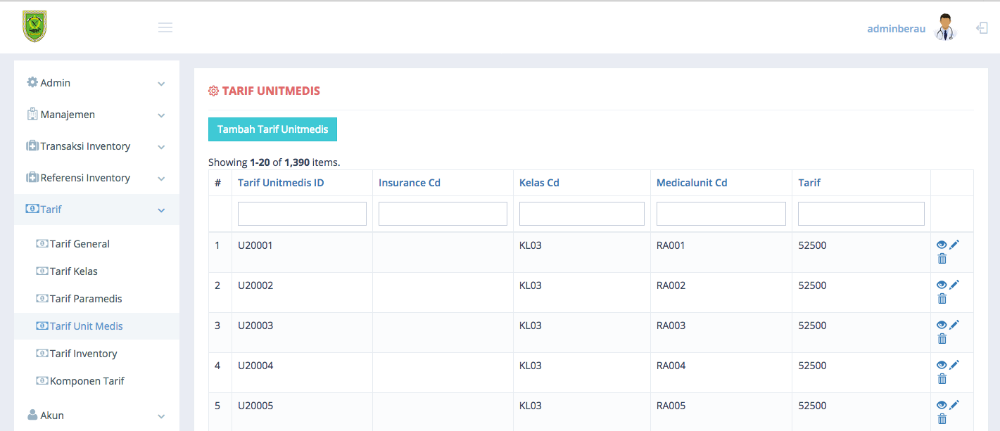 adminberau
Admin
Manajemen
Transaksi Inventory
Referensi Inventory
Tarif
Tarif General
Tarif Kelas
Tarif Paramedis
Tarif Unit Medis
Tarif Inventory
Komponen Tarif
Akun
TARIF UNITMEDIS
Tambah Tarif Unitmedis
Showing 1-20 of 1,390 items.
# Tarif Unitmedis ID Insurance Cd Kelas Cd Medicalunit Cd Tarif
1 U20001 KL03 RA001 52500
2 U20002 KL03 RA002 52500
3 U20003 KL03 RA003 52500
4 U20004 KL03 RA004 52500
5 U20005 KL03 RA005 52500